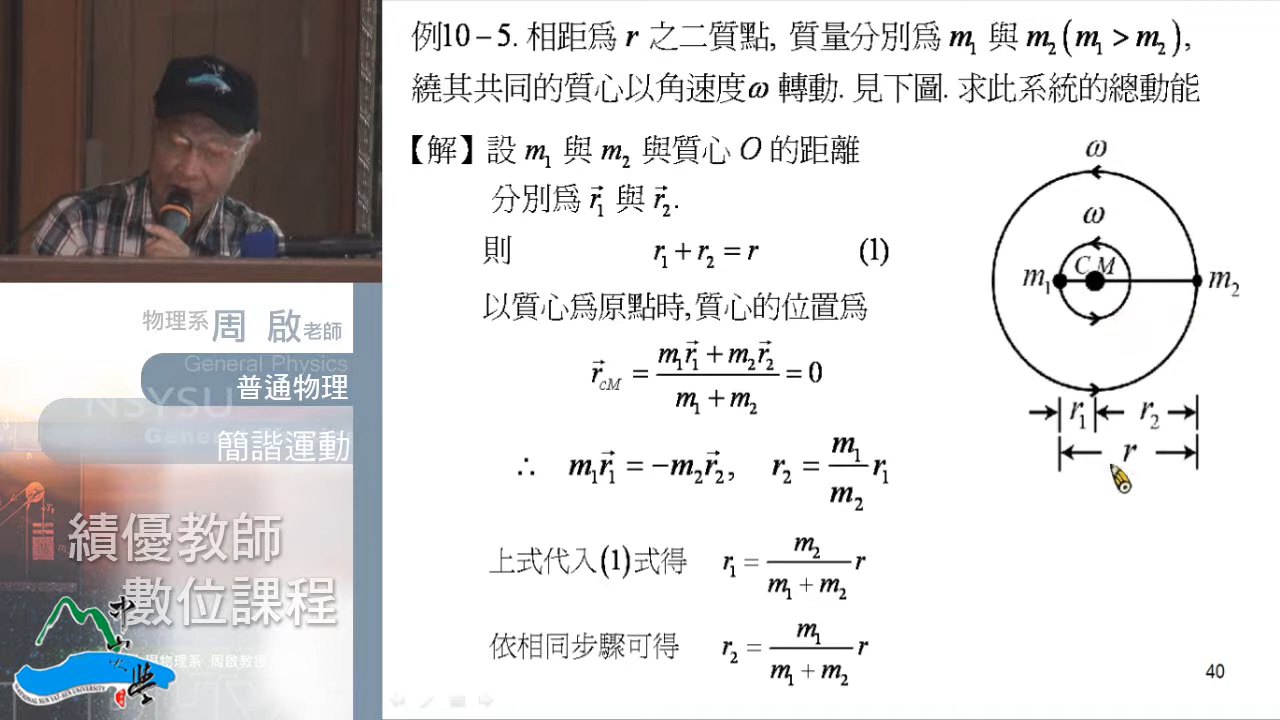 例10-5. 相距爲 r 之二質點, 質量分別爲 m₁ 與 m₂ (m₁ > m₂),
繞其共同的質心以角速度ω 轉動. 見下圖. 求此系統的總動能
【解】設 m₁ 與 m₂ 與質心 O 的距離
分別爲 r⃗₁ 與 r⃗₂.
則 r₁ + r₂ = r (1)
以質心爲原點時, 質心的位置爲
r⃗cM = (m₁r⃗₁ + m₂r⃗₂) / (m₁ + m₂) = 0
∴ m₁r⃗₁ = −m₂r⃗₂, r₂ = (m₁ / m₂) r₁
上式代入(1)式得 r₁ = m₂ / (m₁ + m₂) r
依相同步驟可得 r₂ = m₁ / (m₁ + m₂) r
ω
ω
m₁ CM m₂
r₁ r₂
r
40
物理系周 啟老師
General Physics
普通物理
NSYSU
簡諧運動
績優教師
數位課程